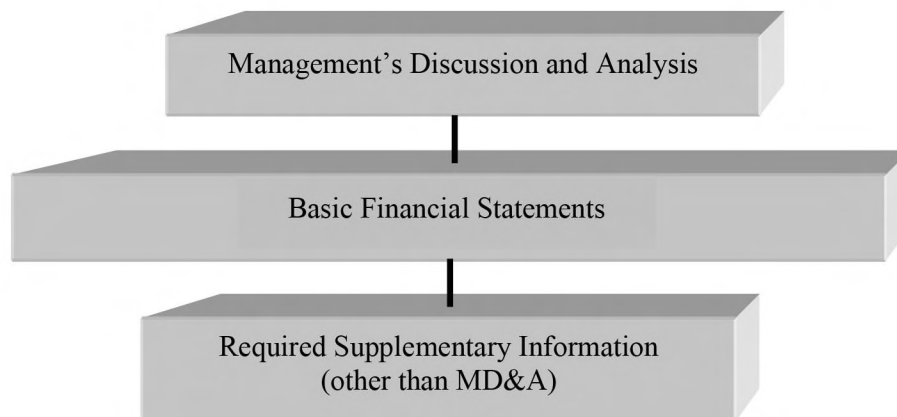 Management’s Discussion and Analysis
Basic Financial Statements
Required Supplementary Information
(other than MD&A)